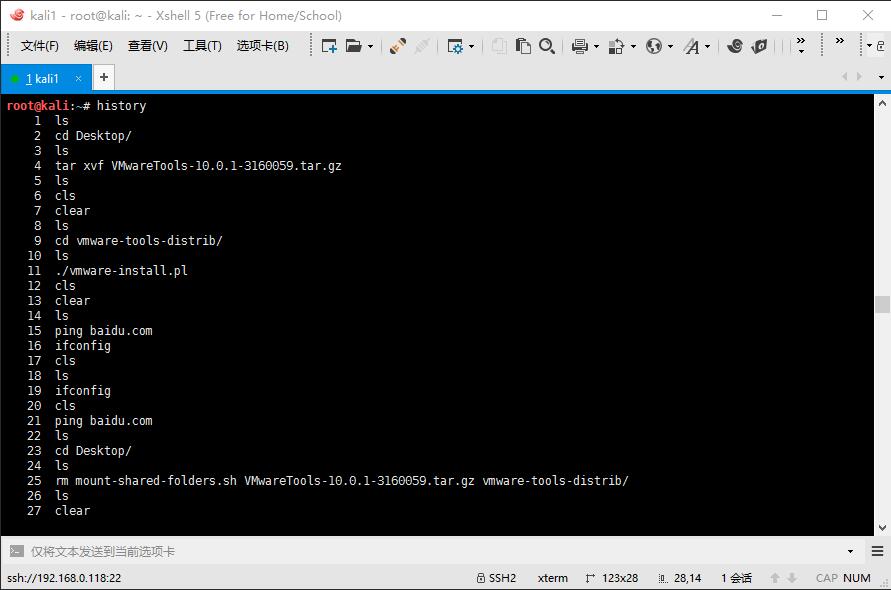 kali1 - root@kali: ~ - Xshell 5 (Free for Home/School)
文件(F) 编辑(E) 查看(V) 工具(T) 选项卡(B)
1 kali1
root@kali:~# history
1 ls
2 cd Desktop/
3 ls
4 tar xvf VMwareTools-10.0.1-3160059.tar.gz
5 ls
6 cls
7 clear
8 ls
9 cd vmware-tools-distrib/
10 ls
11 ./vmware-install.pl
12 cls
13 clear
14 ls
15 ping baidu.com
16 ifconfig
17 cls
18 ls
19 ifconfig
20 cls
21 ping baidu.com
22 ls
23 cd Desktop/
24 ls
25 rm mount-shared-folders.sh VMwareTools-10.0.1-3160059.tar.gz vmware-tools-distrib/
26 ls
27 clear
仅将文本发送到当前选项卡
ssh://192.168.0.118:22 SSH2 xterm 123x28 28,14 1 会话 CAP NUM